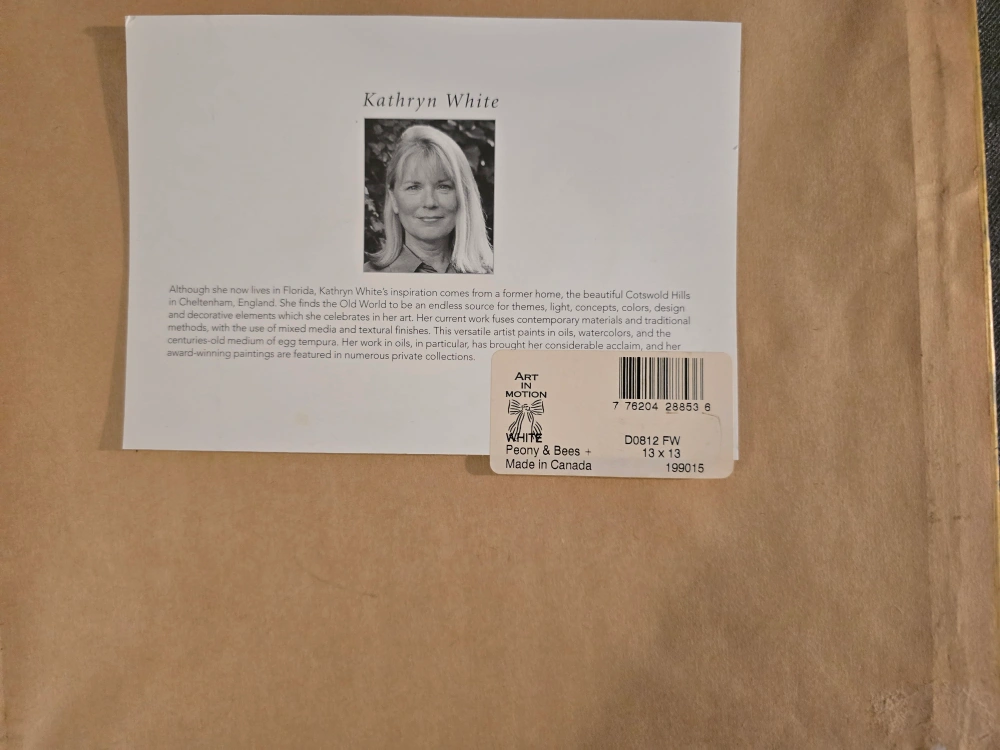 Kathryn White
Although she now lives in Florida, Kathryn White's inspiration comes from a former home, the beautiful Cotswold Hills
in Cheltenham, England. She finds the Old World to be an endless source for themes, light, concepts, colors, design
and decorative elements which she celebrates in her art. Her current work fuses contemporary materials and traditional
methods, with the use of mixed media and textural finishes. This versatile artist paints in oils, watercolors, and the
centuries-old medium of egg tempura. Her work in oils, in particular, has brought her considerable acclaim, and her
award-winning paintings are featured in numerous private collections.
ART
IN
MOTION
7 76204 28853 6
WHITE
D0812 FW
Peony & Bees +
13 x 13
Made in Canada
199015